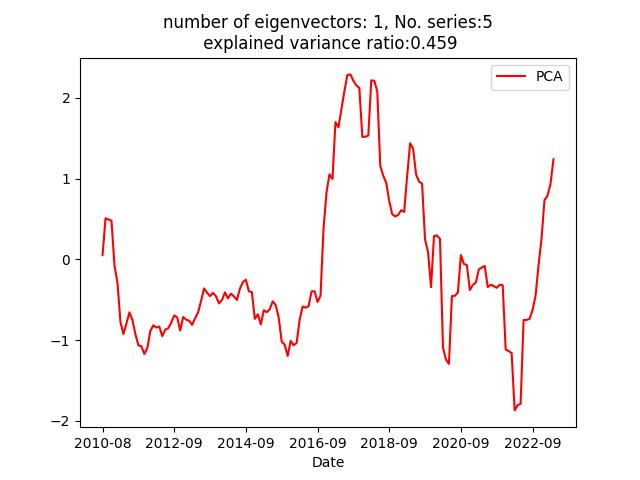 number of eigenvectors: 1, No. series:5
explained variance ratio:0.459
PCA
2
1
0
−1
−2
2010-08 2012-09 2014-09 2016-09 2018-09 2020-09 2022-09
Date